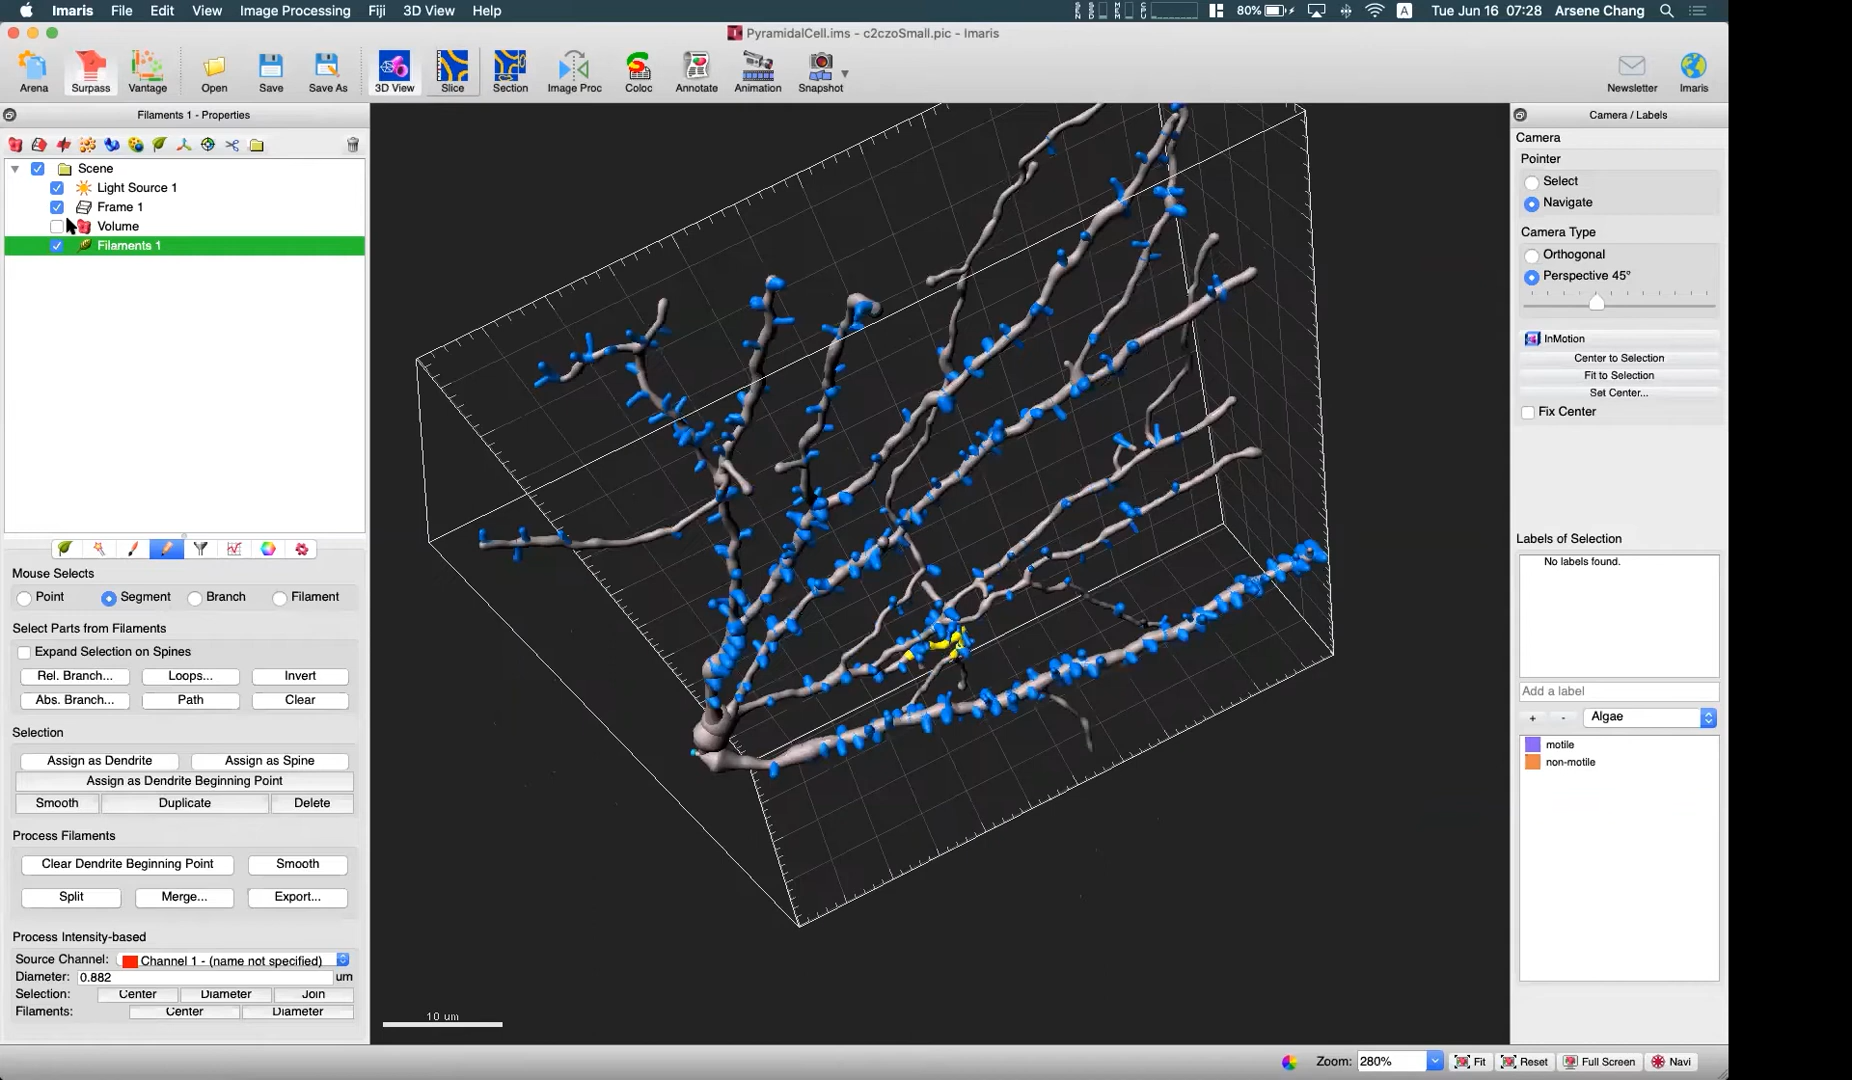 Imaris File Edit View Image Processing Fiji 3D View Help
80% A Tue Jun 16 07:28 Arsene Chang
PyramidalCell.ims - c2czoSmall.pic - Imaris
Arena Surpass Vantage Open Save Save As 3D View Slice Section Image Proc Coloc Annotate Animation Snapshot Newsletter Imaris
Filaments 1 - Properties
Scene
Light Source 1
Frame 1
Volume
Filaments 1
Mouse Selects
Point Segment Branch Filament
Select Parts from Filaments
Expand Selection on Spines
Rel. Branch... Loops... Invert
Abs. Branch... Path Clear
Selection
Assign as Dendrite Assign as Spine
Assign as Dendrite Beginning Point
Smooth Duplicate Delete
Process Filaments
Clear Dendrite Beginning Point Smooth
Split Merge... Export...
Process Intensity-based
Source Channel: Channel 1 - (name not specified)
Diameter: 0.882 um
Selection: Center Diameter Join
Filaments: Center Diameter
10 um
Camera / Labels
Camera
Pointer
Select
Navigate
Camera Type
Orthogonal
Perspective 45°
InMotion
Center to Selection
Fit to Selection
Set Center...
Fix Center
Labels of Selection
No labels found.
Add a label
+ - Algae
motile
non-motile
Zoom: 280% Fit Reset Full Screen Navi